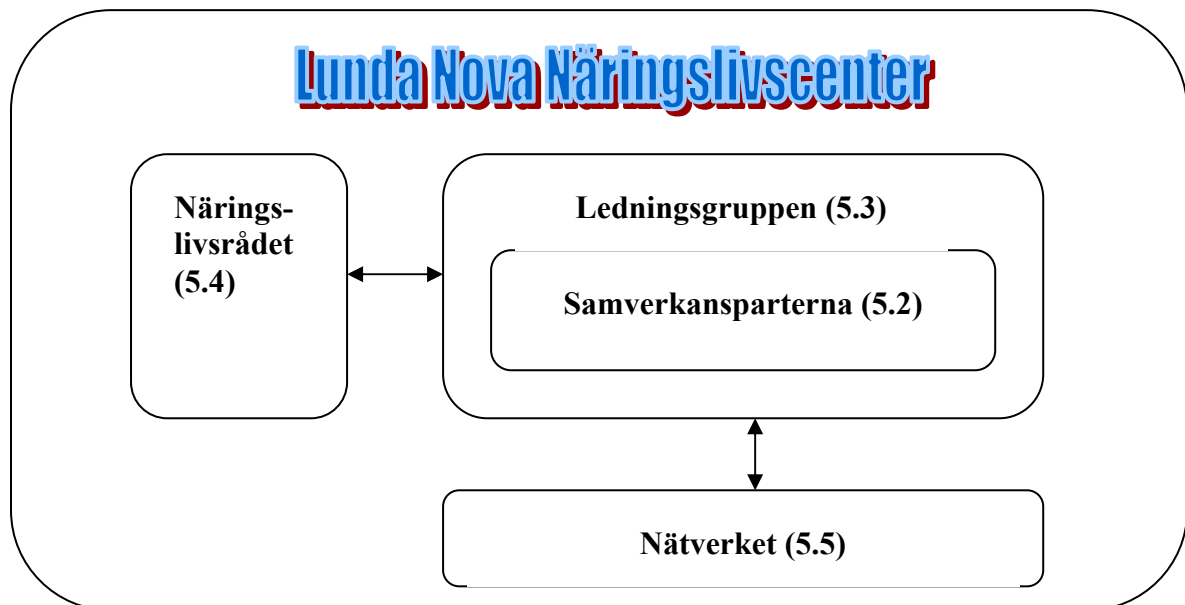 Lunda Nova Näringslivscenter
Närings-
livsrådet
(5.4)
Ledningsgruppen (5.3)
Samverkansparterna (5.2)
Nätverket (5.5)